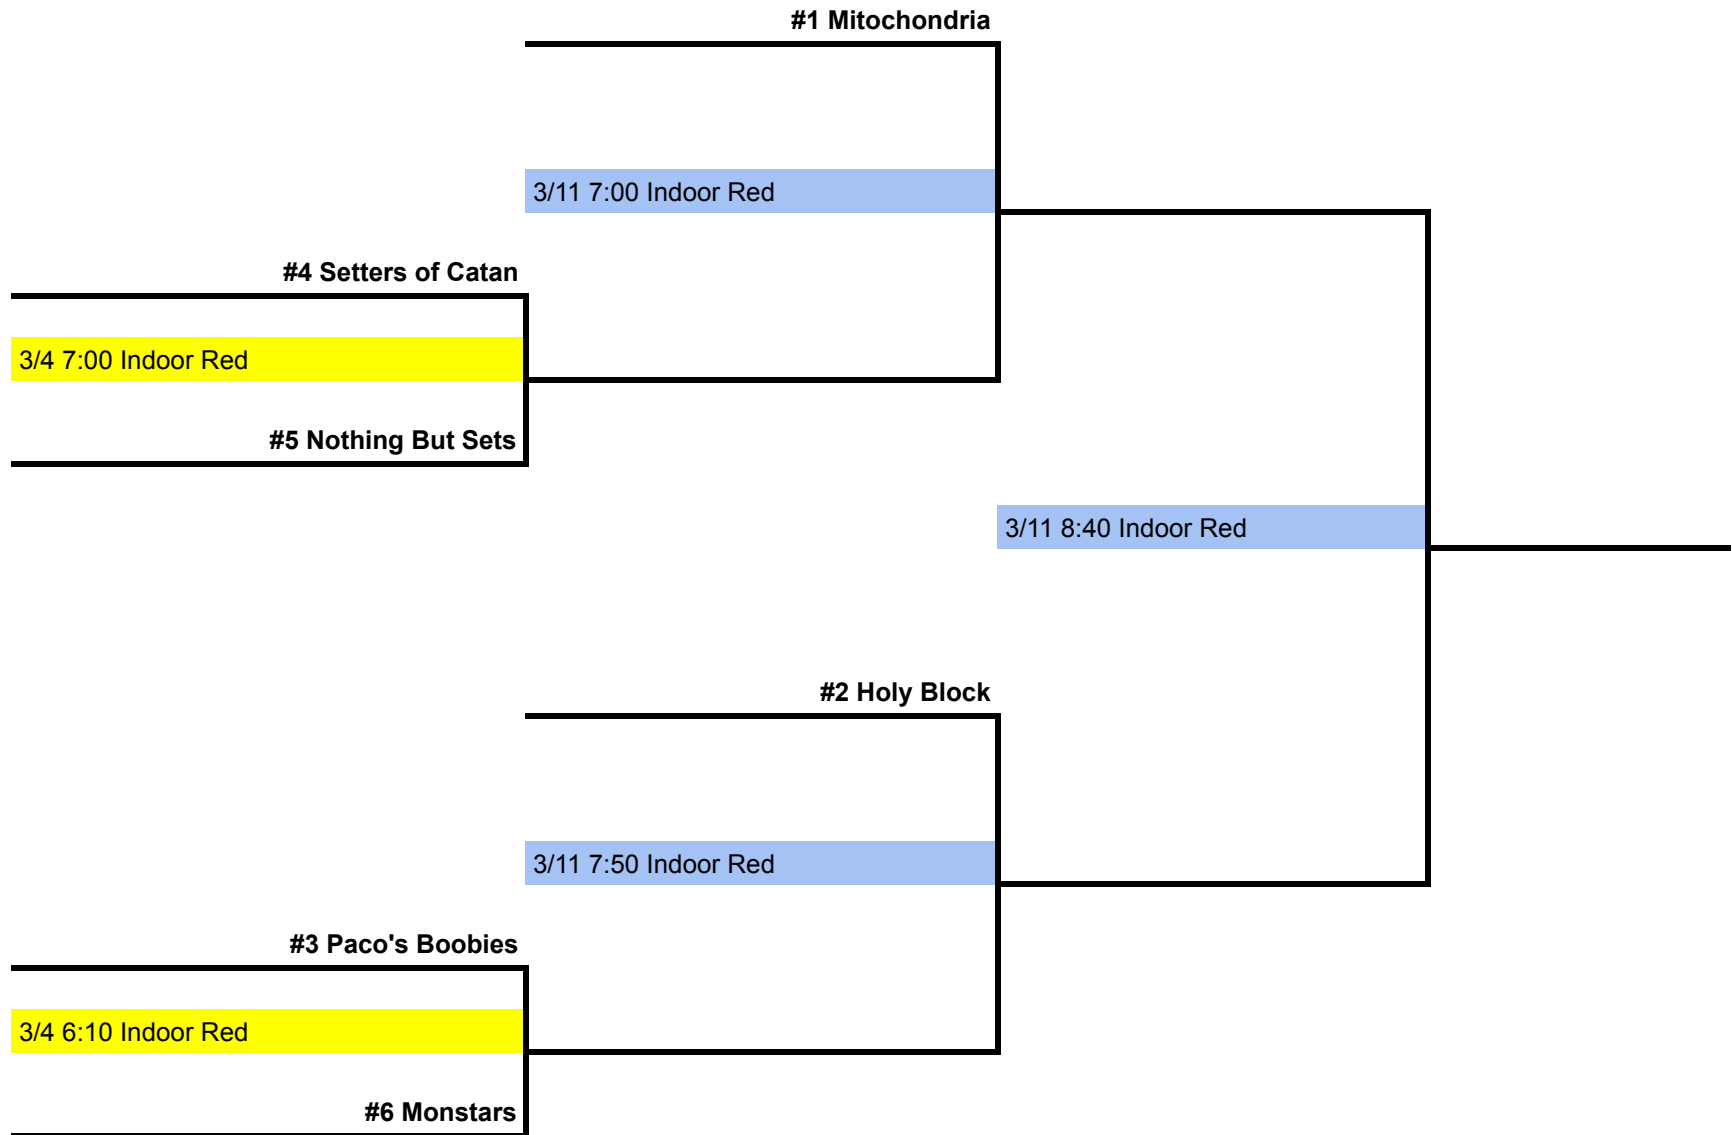 #1 Mitochondria
3/11 7:00 Indoor Red
#4 Setters of Catan
3/4 7:00 Indoor Red
#5 Nothing But Sets
3/11 8:40 Indoor Red
#2 Holy Block
3/11 7:50 Indoor Red
#3 Paco's Boobies
3/4 6:10 Indoor Red
#6 Monstars